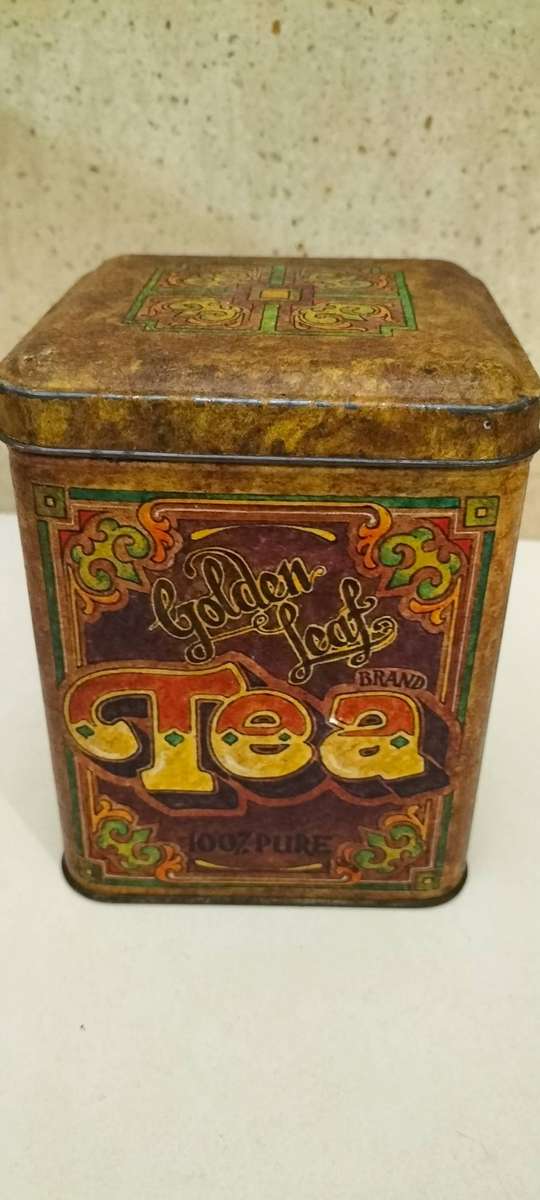 Golden
Leaf
BRAND
Tea
100% PURE